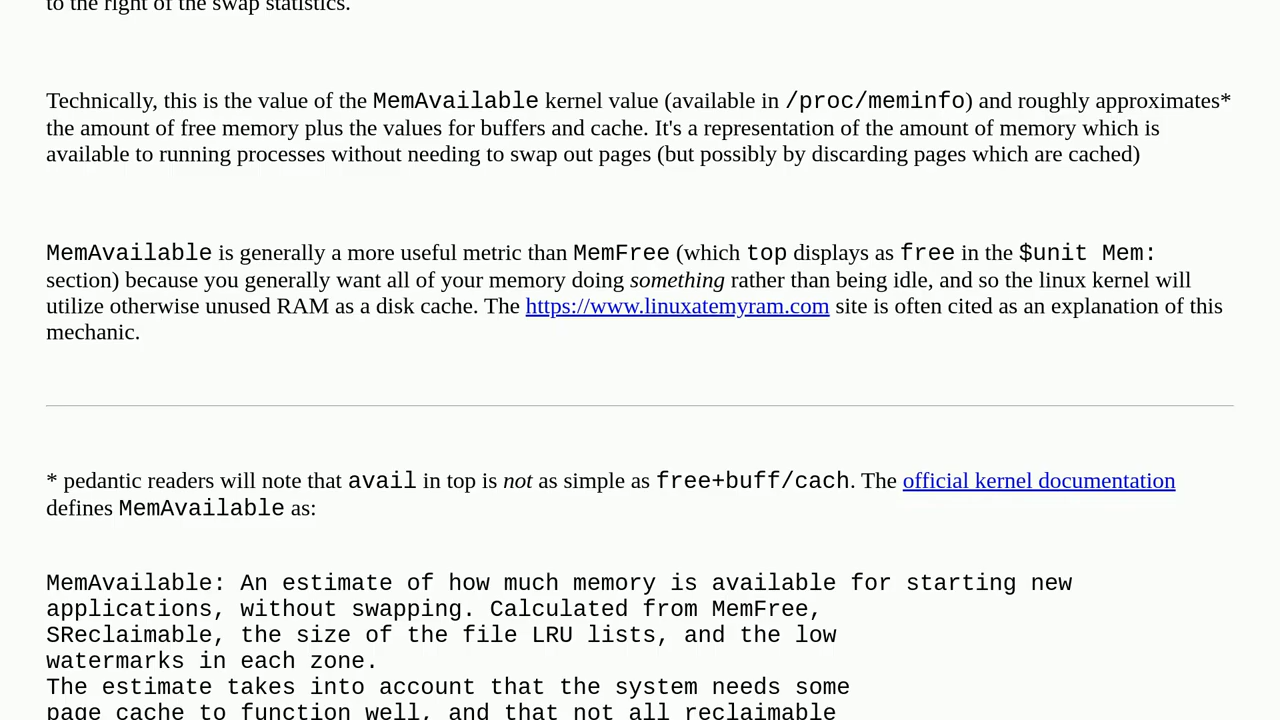 to the right of the swap statistics.
Technically, this is the value of the MemAvailable kernel value (available in /proc/meminfo) and roughly approximates*
the amount of free memory plus the values for buffers and cache. It's a representation of the amount of memory which is
available to running processes without needing to swap out pages (but possibly by discarding pages which are cached)
MemAvailable is generally a more useful metric than MemFree (which top displays as free in the $unit Mem:
section) because you generally want all of your memory doing something rather than being idle, and so the linux kernel will
utilize otherwise unused RAM as a disk cache. The https://www.linuxatemyram.com site is often cited as an explanation of this
mechanic.
* pedantic readers will note that avail in top is not as simple as free+buff/cach. The official kernel documentation
defines MemAvailable as:
MemAvailable: An estimate of how much memory is available for starting new
applications, without swapping. Calculated from MemFree,
SReclaimable, the size of the file LRU lists, and the low
watermarks in each zone.
The estimate takes into account that the system needs some
page cache to function well, and that not all reclaimable